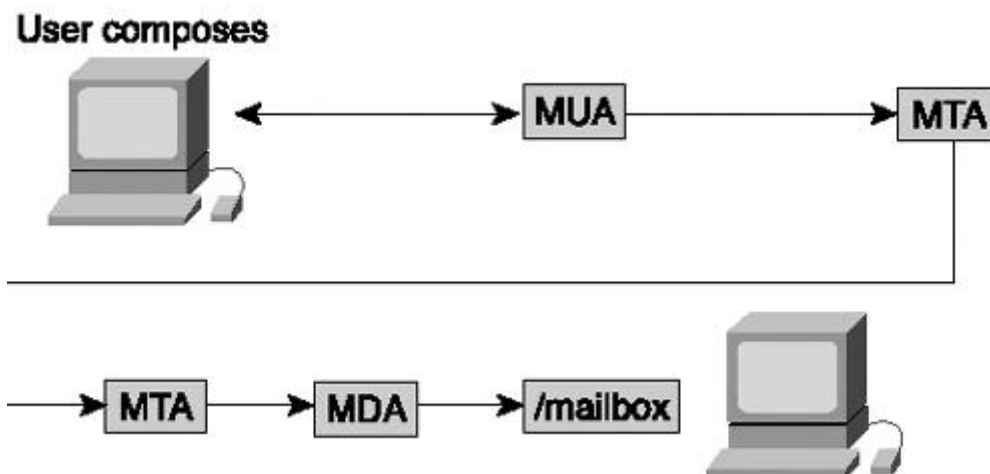 User composes
MUA
MTA
MTA
MDA
/mailbox